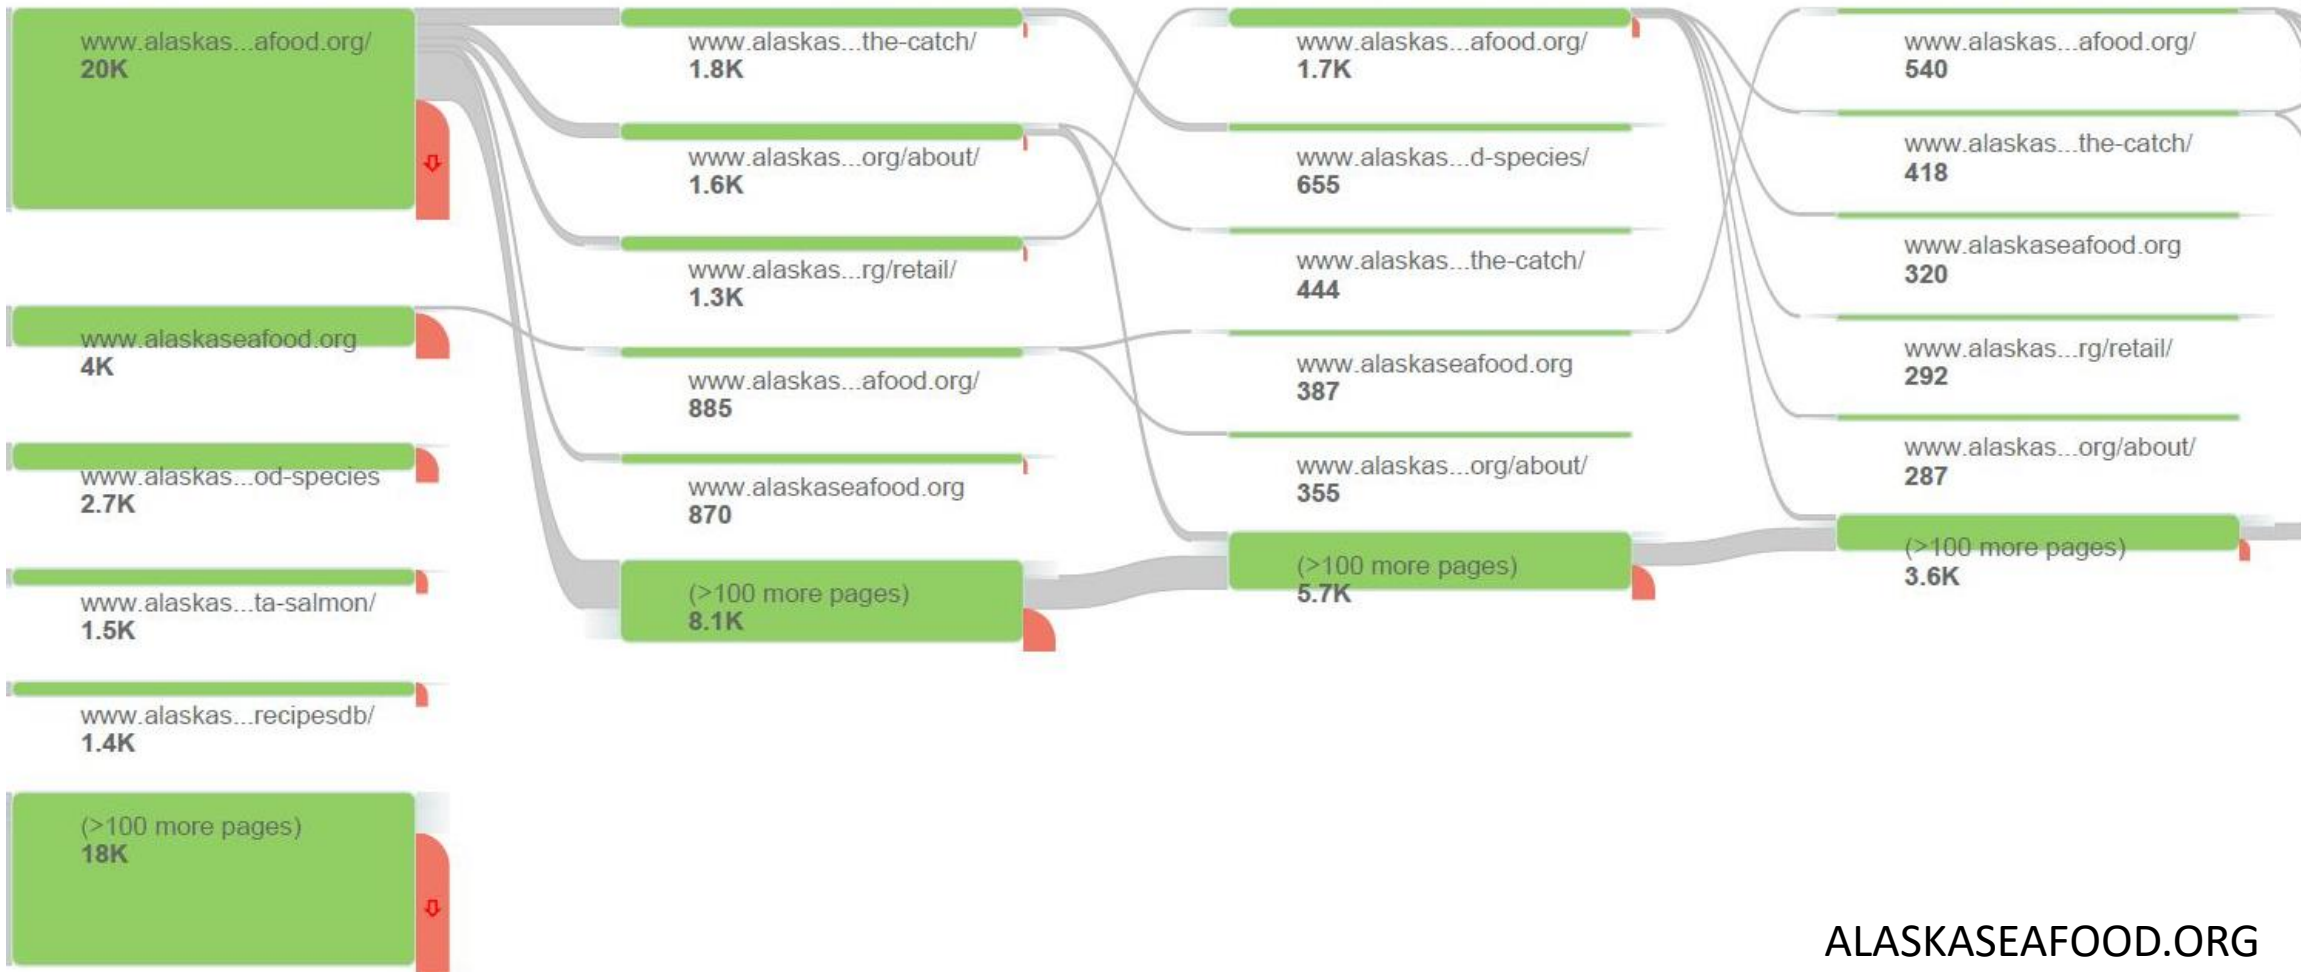 www.alaskas...afood.org/
20K
www.alaskaseafood.org
4K
www.alaskas...od-species
2.7K
www.alaskas...ta-salmon/
1.5K
www.alaskas...recipesdb/
1.4K
(>100 more pages)
18K
www.alaskas...the-catch/
1.8K
www.alaskas...org/about/
1.6K
www.alaskas...rg/retail/
1.3K
www.alaskas...afood.org/
885
www.alaskaseafood.org
870
(>100 more pages)
8.1K
www.alaskas...afood.org/
1.7K
www.alaskas...d-species/
655
www.alaskas...the-catch/
444
www.alaskaseafood.org
387
www.alaskas...org/about/
355
(>100 more pages)
5.7K
www.alaskas...afood.org/
540
www.alaskas...the-catch/
418
www.alaskaseafood.org
320
www.alaskas...rg/retail/
292
www.alaskas...org/about/
287
(>100 more pages)
3.6K
ALASKASEAFOOD.ORG